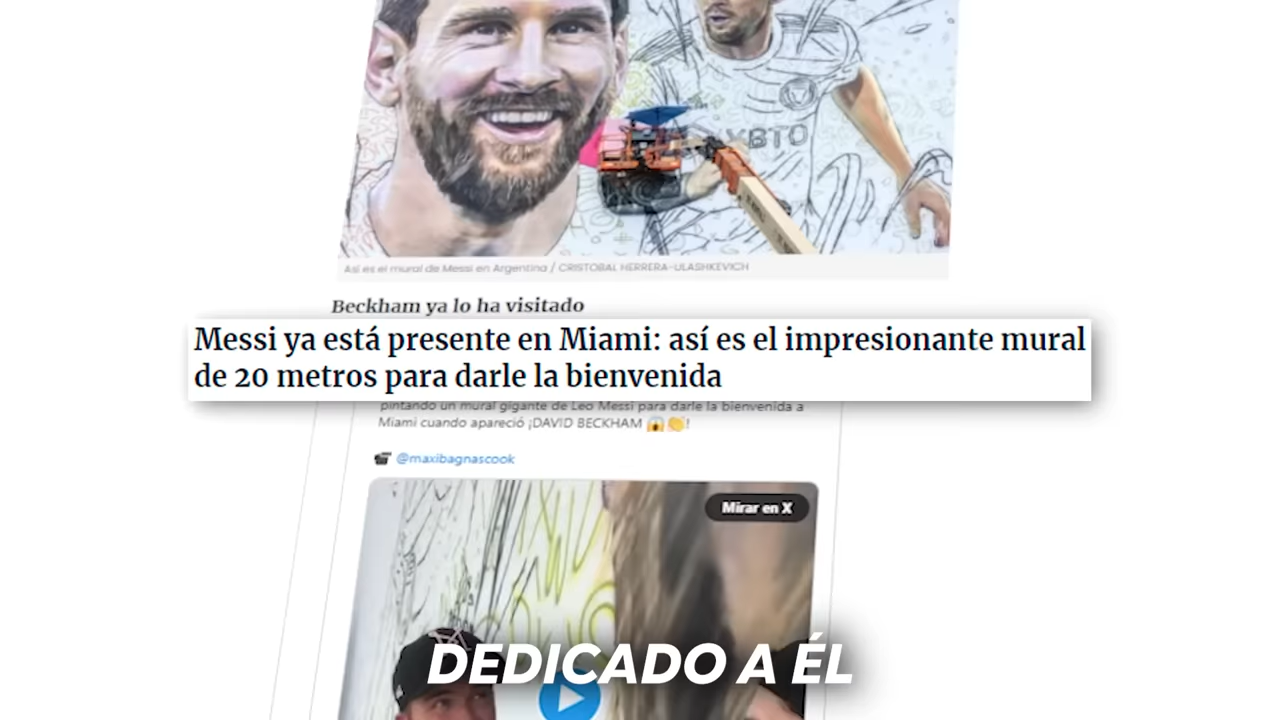 XBTO
Así es el mural de Messi en Argentina / CRISTOBAL HERRERA-ULASHKEVICH
Beckham ya lo ha visitado
Messi ya está presente en Miami: así es el impresionante mural
de 20 metros para darle la bienvenida
pintando un mural gigante de Leo Messi para darle la bienvenida a
Miami cuando apareció ¡DAVID BECKHAM 😱👏!
📹 @maxibagnascook
Mirar en X
DEDICADO A ÉL